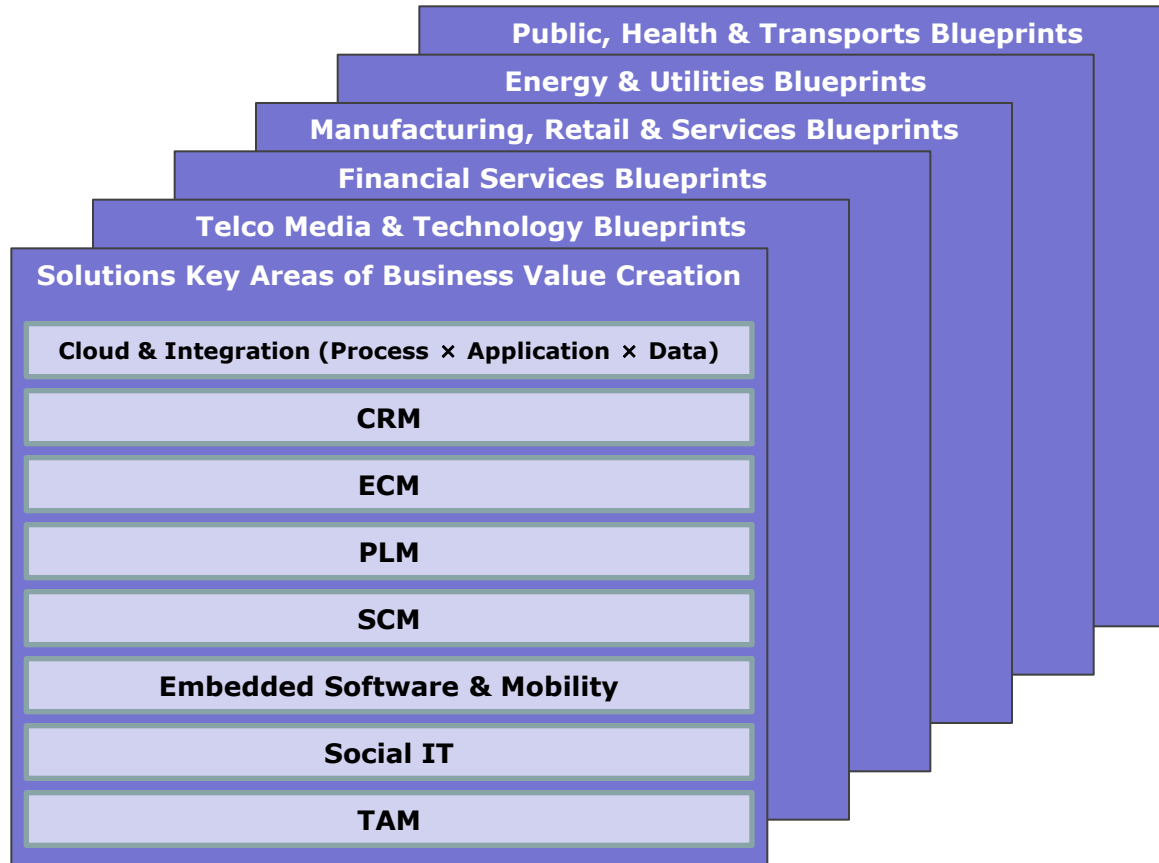 Public, Health & Transports Blueprints
Energy & Utilities Blueprints
Manufacturing, Retail & Services Blueprints
Financial Services Blueprints
Telco Media & Technology Blueprints
Solutions Key Areas of Business Value Creation
Cloud & Integration (Process × Application × Data)
CRM
ECM
PLM
SCM
Embedded Software & Mobility
Social IT
TAM